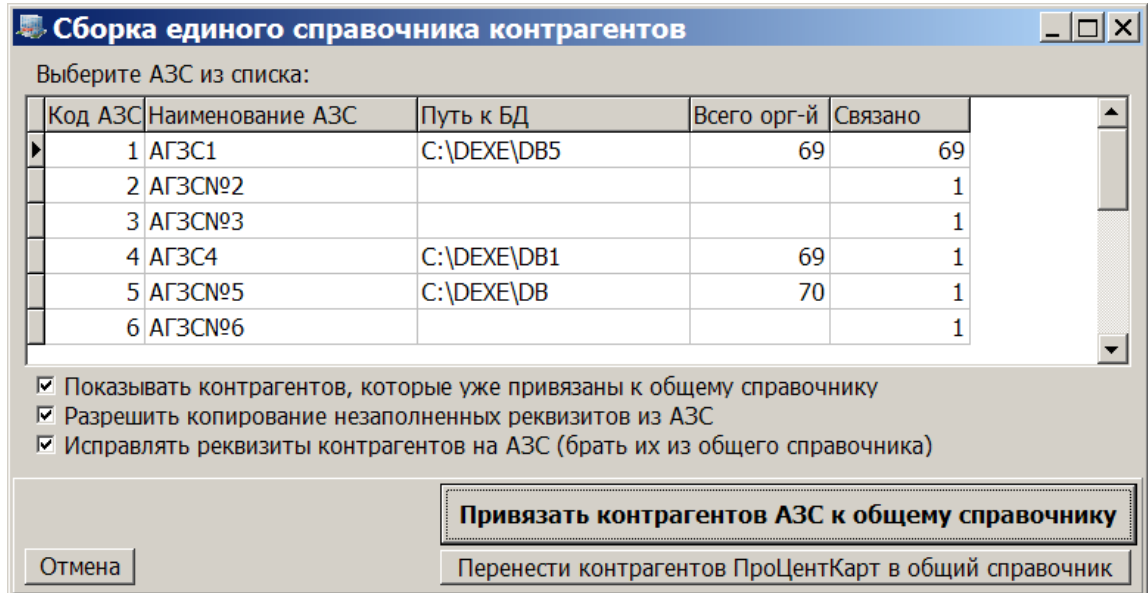 Сборка единого справочника контрагентов
Выберите АЗС из списка:
Код АЗС Наименование АЗС Путь к БД Всего орг-й Связано
1 АГЗС1 C:\DEXE\DB5 69 69
2 АГЗС№2 1
3 АГЗС№3 1
4 АГЗС4 C:\DEXE\DB1 69 1
5 АГЗС№5 C:\DEXE\DB 70 1
6 АГЗС№6 1
Показывать контрагентов, которые уже привязаны к общему справочнику
Разрешить копирование незаполненных реквизитов из АЗС
Исправлять реквизиты контрагентов на АЗС (брать их из общего справочника)
Привязать контрагентов АЗС к общему справочнику
Отмена Перенести контрагентов ПроЦентКарт в общий справочник